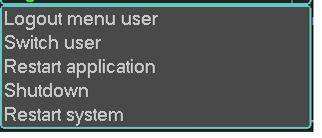 Logout menu user
Switch user
Restart application
Shutdown
Restart system